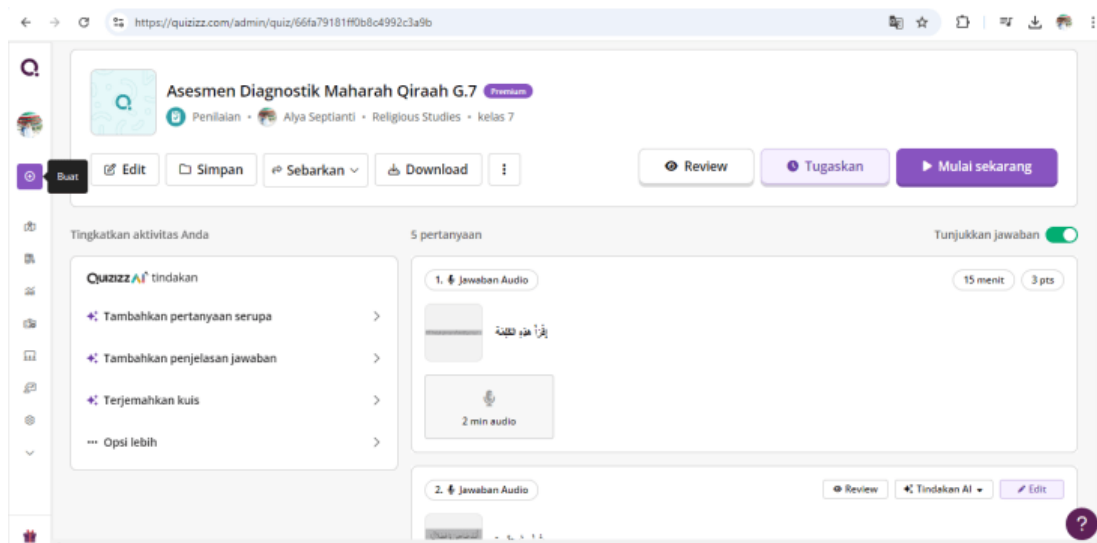 https://quizizz.com/admin/quiz/66fa79181ff0b8c4992c3a9b
Asesmen Diagnostik Maharah Qiraah G.7 Premium
Penilaian • Alya Septianti • Religious Studies • kelas 7
Buat
Edit Simpan Sebarkan Download Review Tugaskan Mulai sekarang
Tingkatkan aktivitas Anda
5 pertanyaan
Tunjukkan jawaban
Quizizz AI tindakan
Tambahkan pertanyaan serupa
Tambahkan penjelasan jawaban
Terjemahkan kuis
Opsi lebih
1. Jawaban Audio
15 menit 3 pts
إِقْرَأْ هَذِهِ الكَلِمَة
2 min audio
2. Jawaban Audio
Review Tindakan AI Edit
?